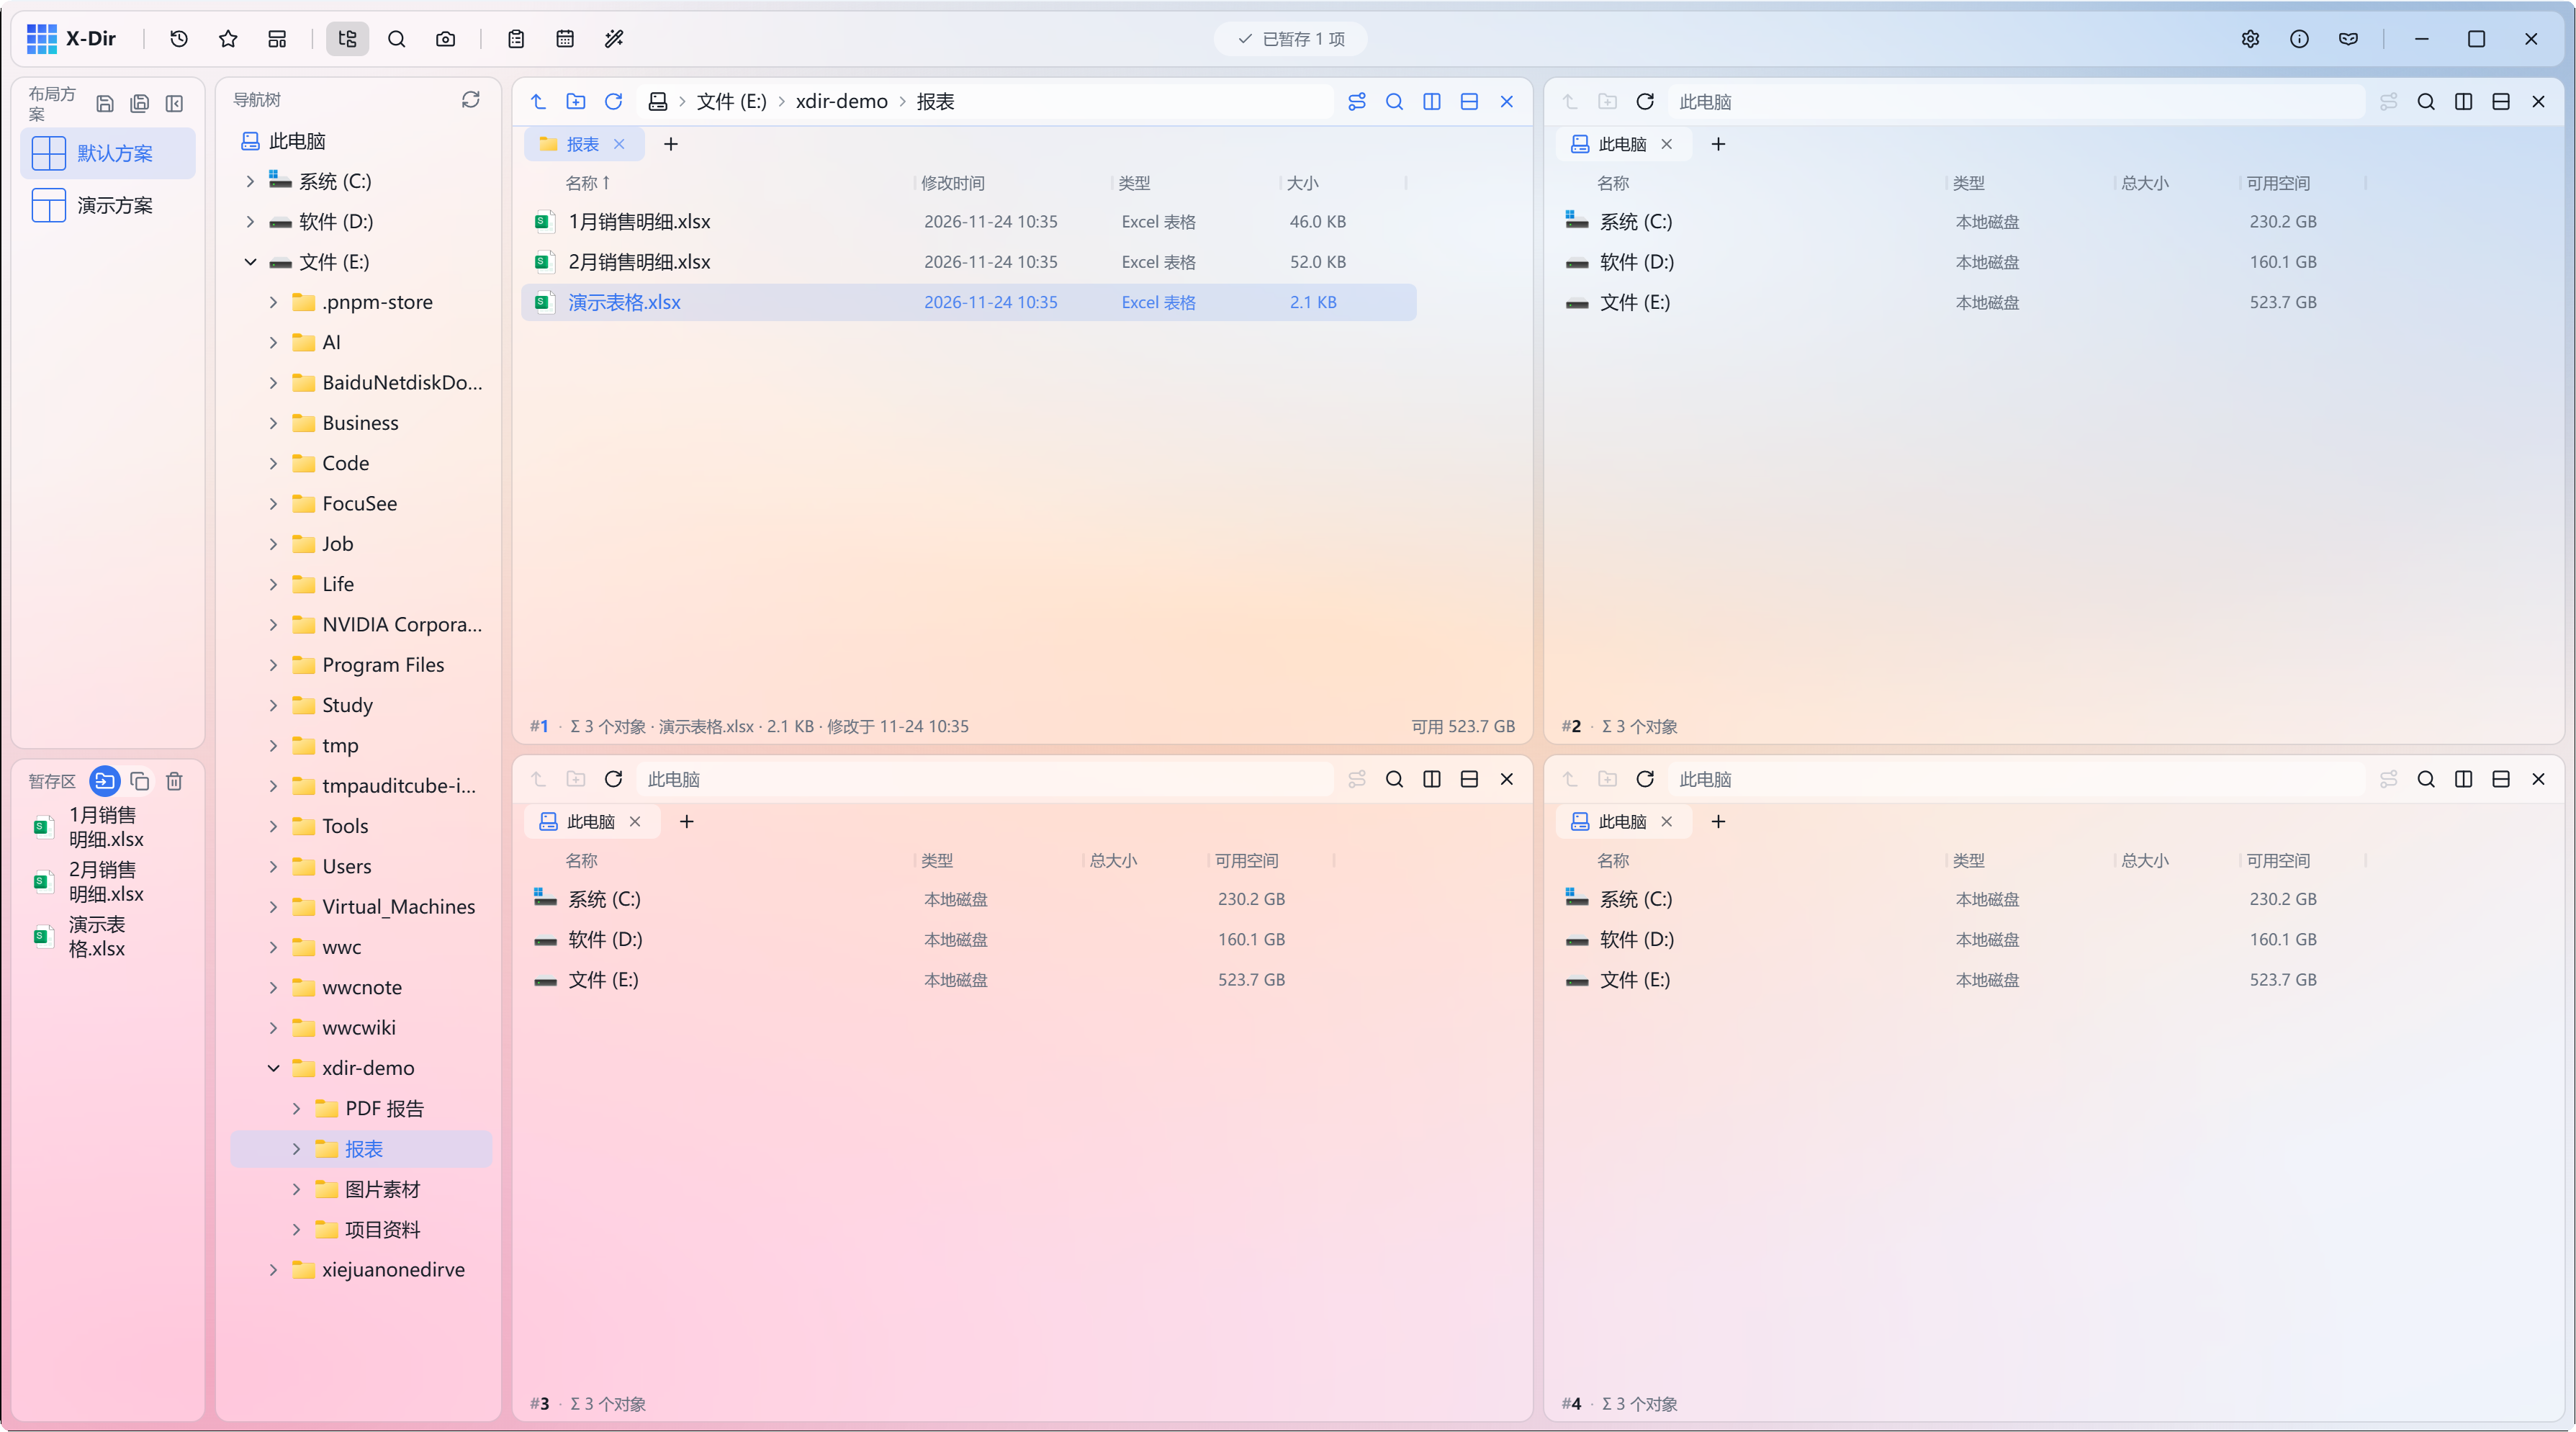 X-Dir
已暂存 1 项
布局方
案
默认方案
演示方案
导航树
此电脑
系统 (C:)
软件 (D:)
文件 (E:)
.pnpm-store
AI
BaiduNetdiskDo...
Business
Code
FocuSee
Job
Life
NVIDIA Corpora...
Program Files
Study
tmp
tmpauditcube-i...
Tools
Users
Virtual_Machines
wwc
wwcnote
wwcwiki
xdir-demo
PDF 报告
报表
图片素材
项目资料
xiejuanonedirve
暂存区
1月销售
明细.xlsx
2月销售
明细.xlsx
演示表
格.xlsx
文件 (E:) xdir-demo 报表
报表
名称 修改时间 类型 大小
1月销售明细.xlsx 2026-11-24 10:35 Excel 表格 46.0 KB
2月销售明细.xlsx 2026-11-24 10:35 Excel 表格 52.0 KB
演示表格.xlsx 2026-11-24 10:35 Excel 表格 2.1 KB
#1 · Σ 3 个对象 · 演示表格.xlsx · 2.1 KB · 修改于 11-24 10:35 可用 523.7 GB
此电脑
此电脑
名称 类型 总大小 可用空间
系统 (C:) 本地磁盘 230.2 GB
软件 (D:) 本地磁盘 160.1 GB
文件 (E:) 本地磁盘 523.7 GB
#2 · Σ 3 个对象
此电脑
此电脑
名称 类型 总大小 可用空间
系统 (C:) 本地磁盘 230.2 GB
软件 (D:) 本地磁盘 160.1 GB
文件 (E:) 本地磁盘 523.7 GB
#3 · Σ 3 个对象
此电脑
此电脑
名称 类型 总大小 可用空间
系统 (C:) 本地磁盘 230.2 GB
软件 (D:) 本地磁盘 160.1 GB
文件 (E:) 本地磁盘 523.7 GB
#4 · Σ 3 个对象